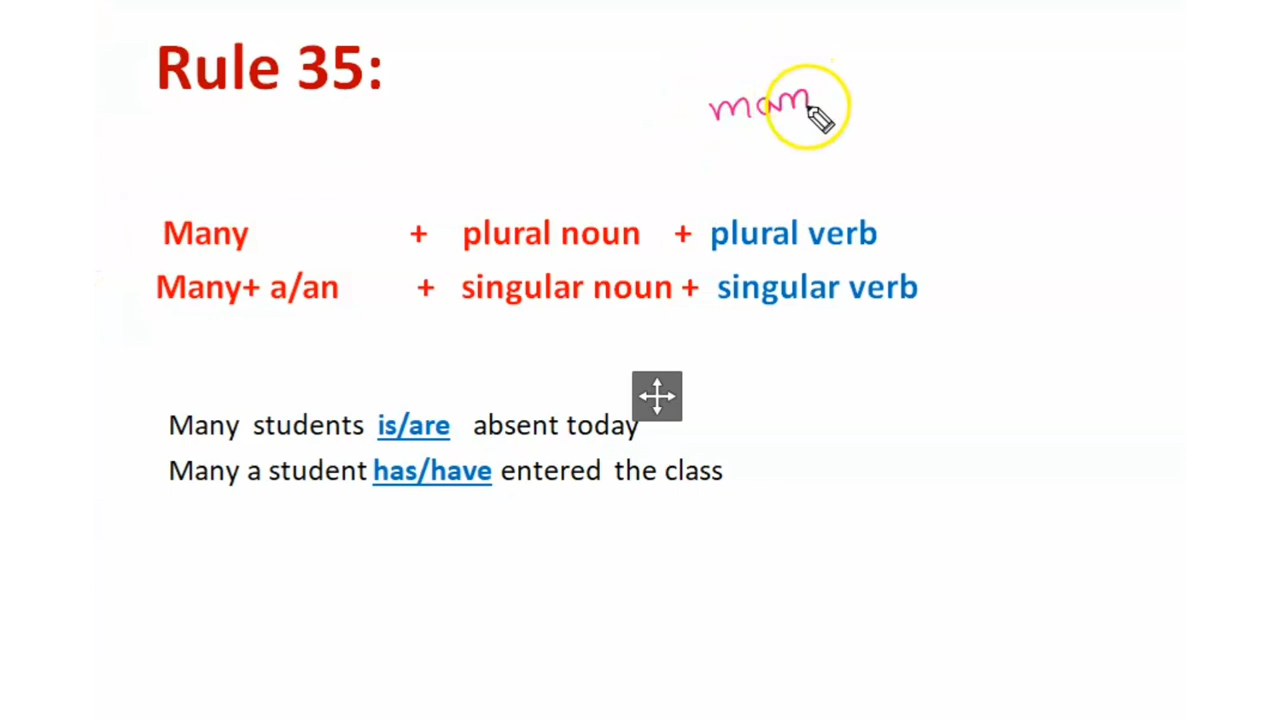 Rule 35:
man
Many + plural noun + plural verb
Many+ a/an + singular noun + singular verb
Many students is/are absent today
Many a student has/have entered the class